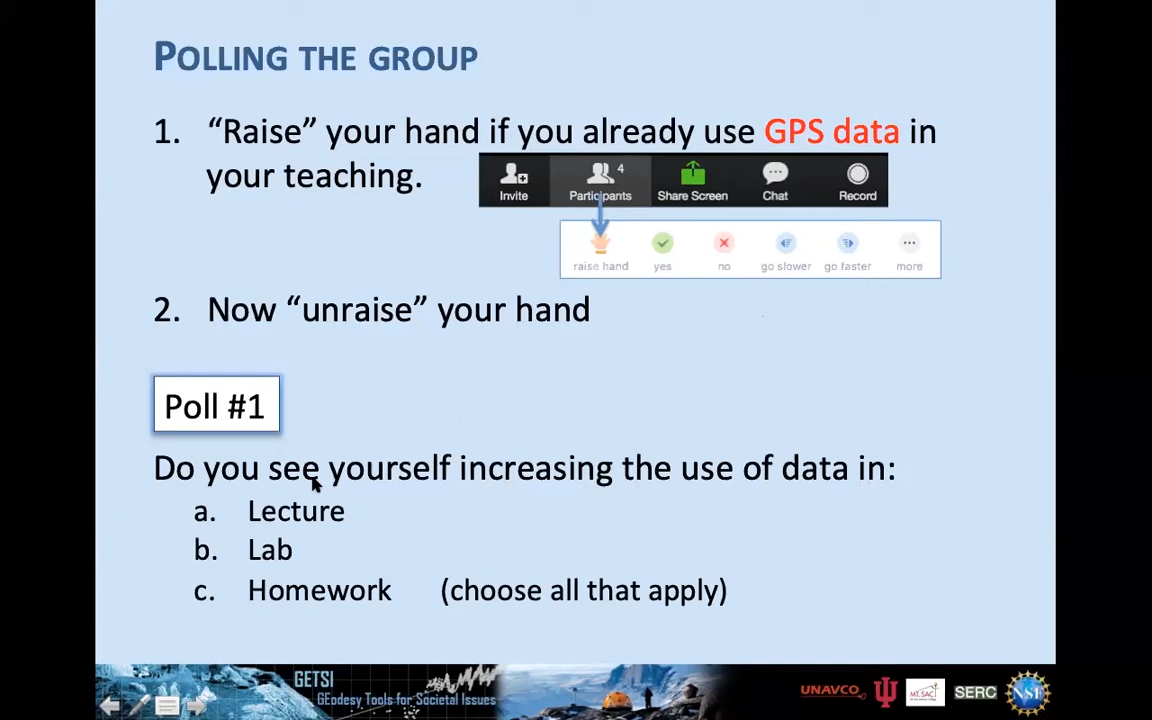 POLLING THE GROUP
1. “Raise” your hand if you already use GPS data in
your teaching.
4
Invite Participants Share Screen Chat Record
raise hand yes no go slower go faster more
2. Now “unraise” your hand
Poll #1
Do you see yourself increasing the use of data in:
a. Lecture
b. Lab
c. Homework (choose all that apply)
GETSI
GEodesy Tools for Societal Issues
UNAVCO MT. SAC SERC NSF